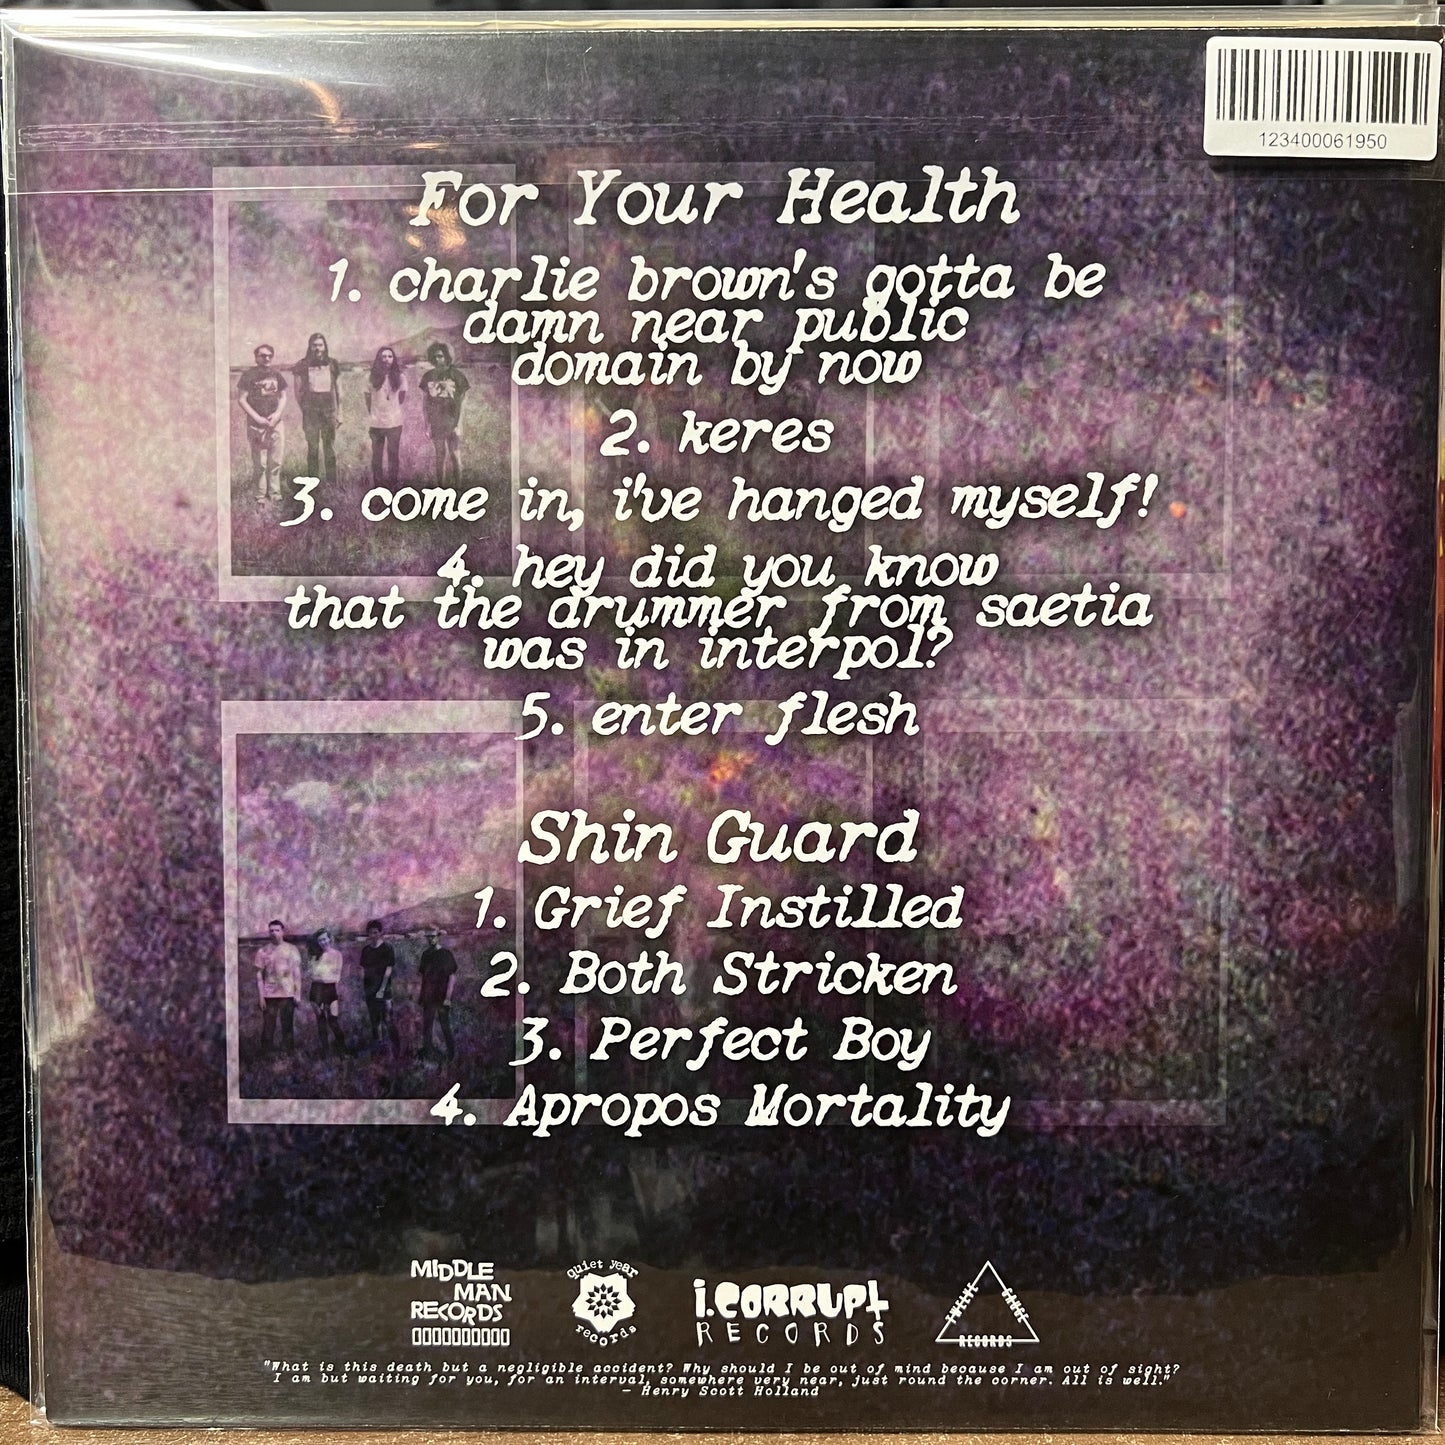 123400061950
For Your Health
1. charlie brown's gotta be
damn near public
domain by now
2. keres
3. come in, i've hanged myself!
4. hey did you know
that the drummer from saetia
was in interpol?
5. enter flesh
Shin Guard
1. Grief Instilled
2. Both Stricken
3. Perfect Boy
4. Apropos Mortality
MIDDLE
MAN
RECORDS
quiet year
records
i.CORRUPT
RECORDS
TWELVE
GAUGE
RECORDS
"What is this death but a negligible accident? Why should I be out of mind because I am out of sight?
I am but waiting for you, for an interval, somewhere very near, just round the corner. All is well."
- Henry Scott Holland